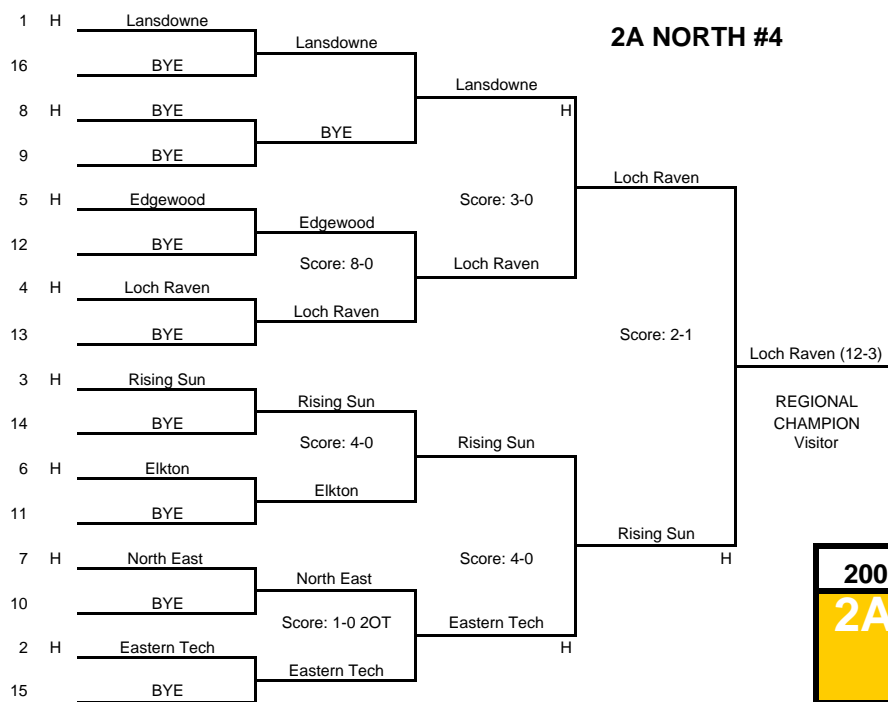 2A NORTH #4
1 H Lansdowne
Lansdowne
16 BYE
Lansdowne
8 H BYE
H
BYE
9 BYE
Loch Raven
5 H Edgewood
Score: 3-0
Edgewood
12 BYE
Score: 8-0
Loch Raven
4 H Loch Raven
Loch Raven
13 BYE
Score: 2-1
Loch Raven (12-3)
3 H Rising Sun
REGIONAL
CHAMPION
Visitor
Rising Sun
14 BYE
Score: 4-0
Rising Sun
6 H Elkton
Elkton
11 BYE
Rising Sun
H
7 H North East
Score: 4-0
North East
10 BYE
Score: 1-0 2OT
Eastern Tech
2 H Eastern Tech
H
Eastern Tech
15 BYE
200
2A